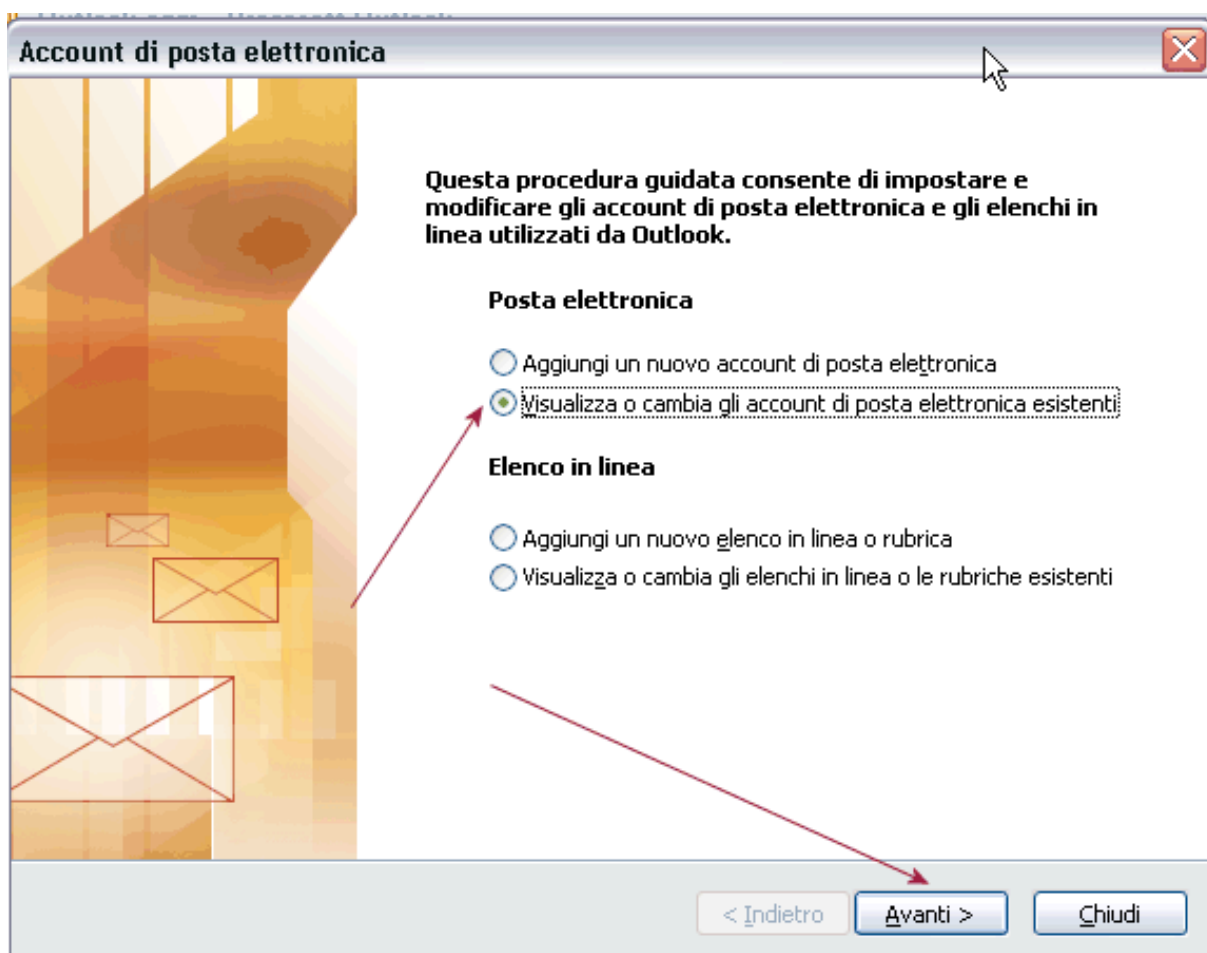 Account di posta elettronica
Questa procedura guidata consente di impostare e
modificare gli account di posta elettronica e gli elenchi in
linea utilizzati da Outlook.
Posta elettronica
Aggiungi un nuovo account di posta elettronica
Visualizza o cambia gli account di posta elettronica esistenti
Elenco in linea
Aggiungi un nuovo elenco in linea o rubrica
Visualizza o cambia gli elenchi in linea o le rubriche esistenti
< Indietro
Avanti >
Chiudi